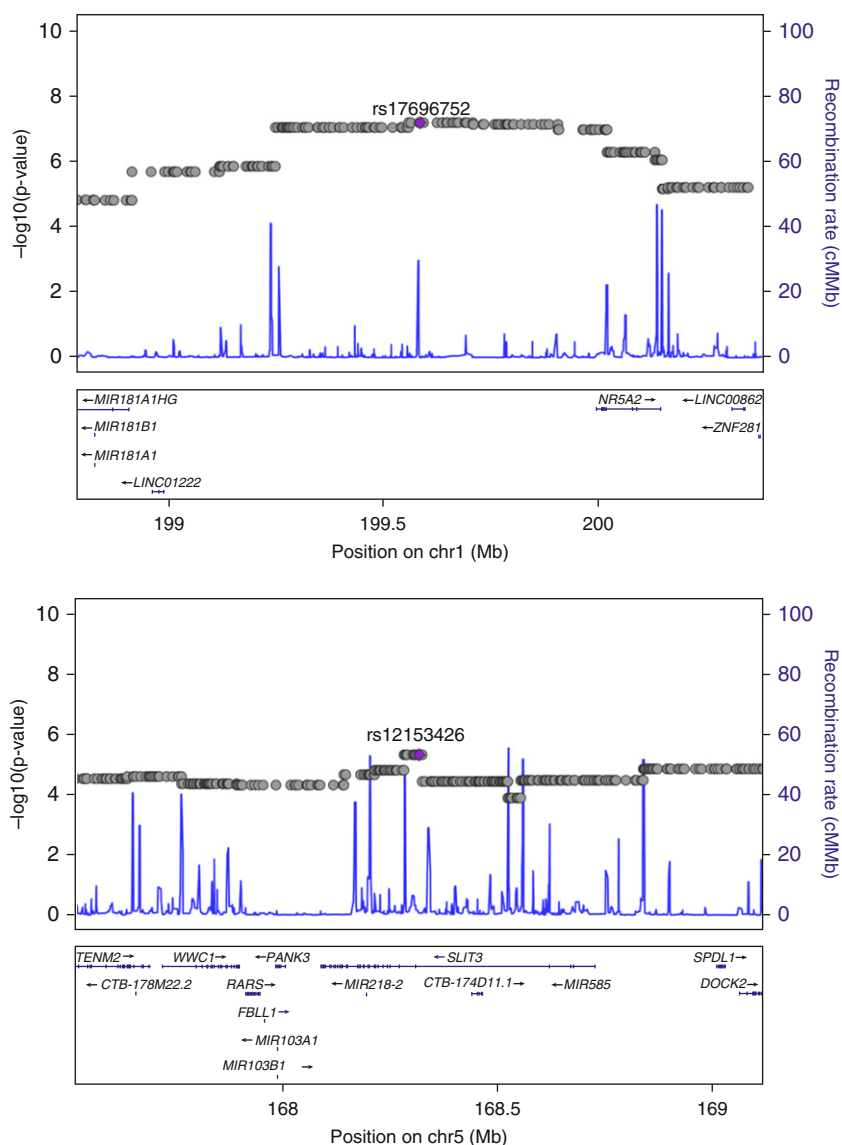 10
100
8
80
rs17696752
6
60
4
40
2
20
0
0
–log10(p-value)
Recombination rate (cMMb)
←MIR181A1HG
NR5A2→
←LINC00862
←MIR181B1
←ZNF281
←MIR181A1
←LINC01222
199
199.5
200
Position on chr1 (Mb)
10
100
8
80
rs12153426
6
60
4
40
2
20
0
0
–log10(p-value)
Recombination rate (cMMb)
TENM2→
WWC1→
←PANK3
←SLIT3
SPDL1→
←CTB-178M22.2
RARS→
←MIR218-2
CTB-174D11.1→
←MIR585
DOCK2→
FBLL1→
←MIR103A1
MIR103B1→
168
168.5
169
Position on chr5 (Mb)